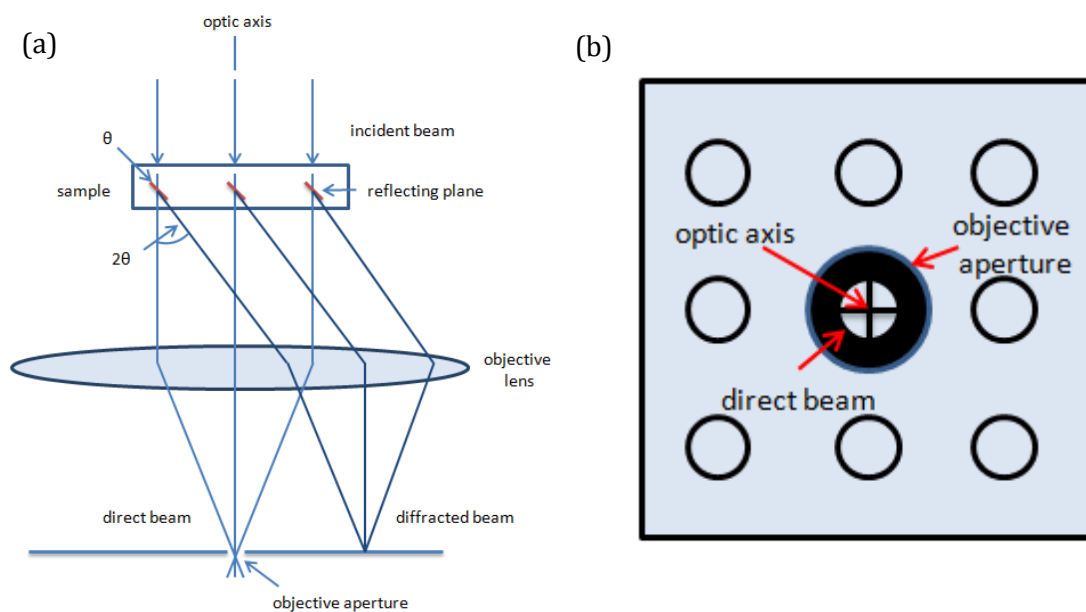 (a)
optic axis
θ
incident beam
sample
reflecting plane
2θ
objective
lens
direct beam
diffracted beam
objective aperture
(b)
optic axis
objective
aperture
direct beam